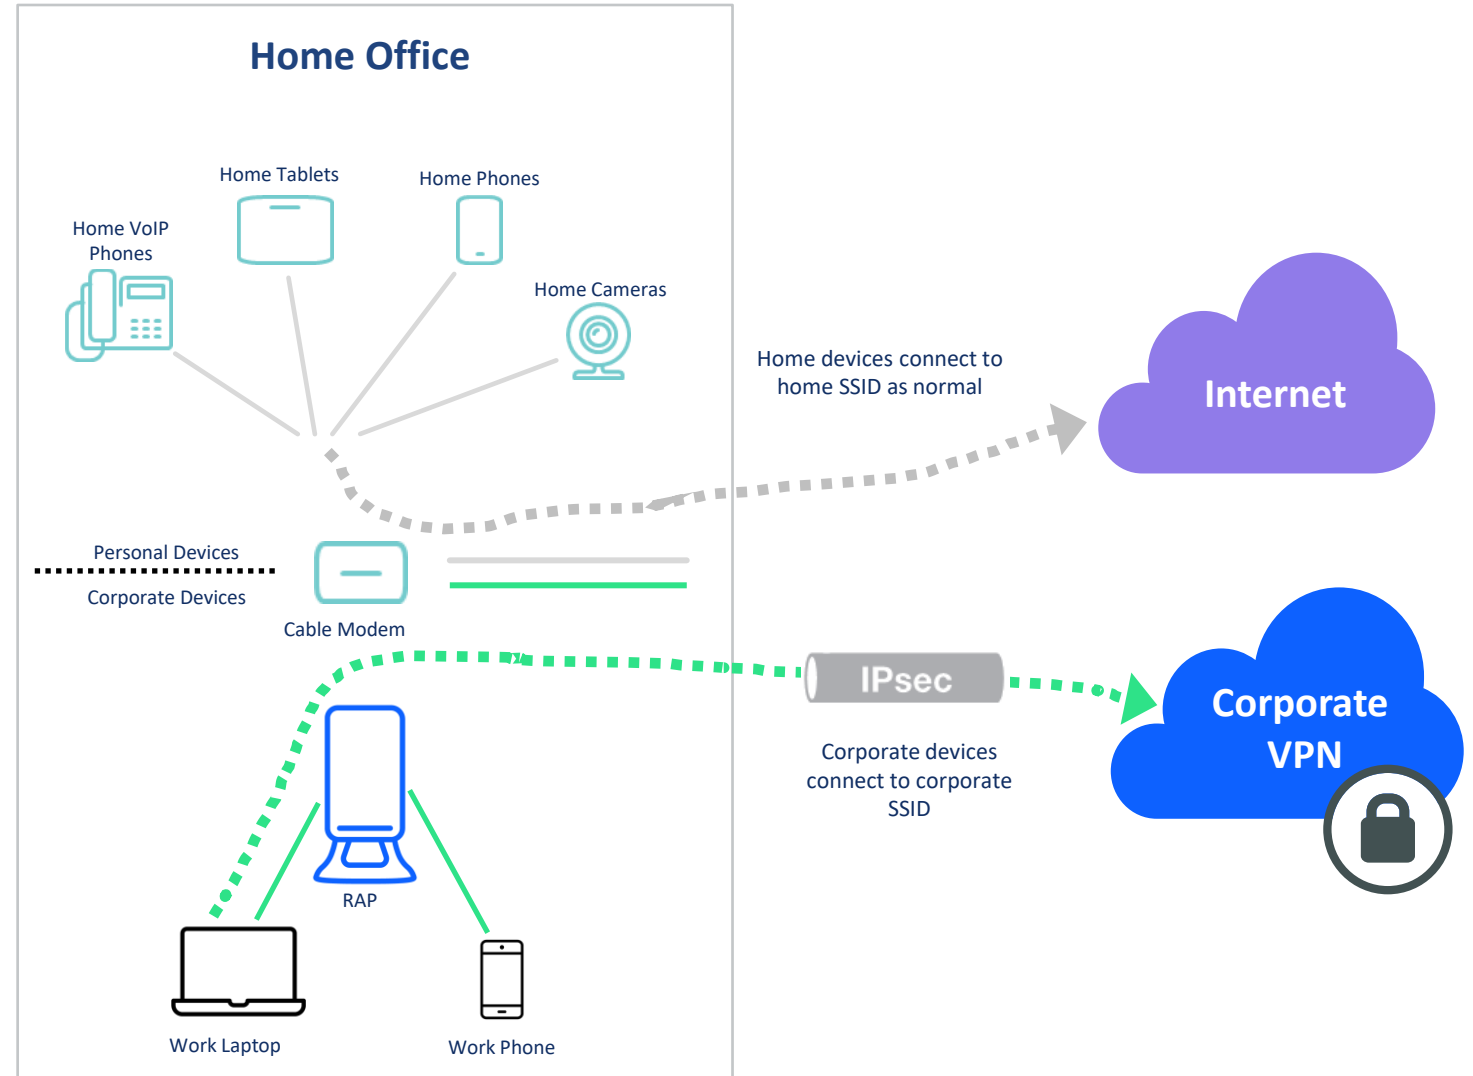 Home Office
Home Tablets
Home Phones
Home VoIP
Phones
Home Cameras
Home devices connect to
home SSID as normal
Internet
Personal Devices
Corporate Devices
Cable Modem
IPsec
Corporate
VPN
Corporate devices
connect to corporate
SSID
RAP
Work Laptop
Work Phone